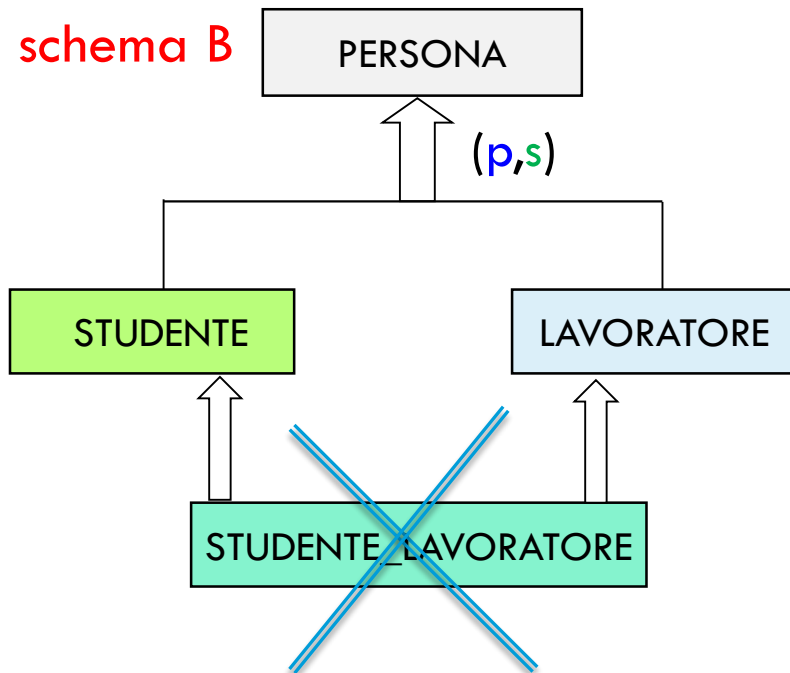 schema B
PERSONA
(p,s)
STUDENTE
LAVORATORE
STUDENTE_LAVORATORE